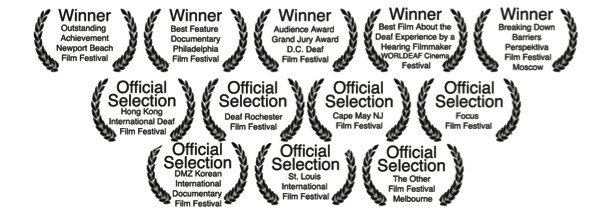 Winner
Outstanding
Achievement
Newport Beach
Film Festival
Winner
Best Feature
Documentary
Philadelphia
Film Festival
Winner
Audience Award
Grand Jury Award
D.C. Deaf
Film Festival
Winner
Best Film About the
Deaf Experience by a
Hearing Filmmaker
WORLDEAF Cinema
Festival
Winner
Breaking Down
Barriers
Perspektiva
Film Festival
Moscow
Official
Selection
Hong Kong
International Deaf
Film Festival
Official
Selection
Deaf Rochester
Film Festival
Official
Selection
Cape May NJ
Film Festival
Official
Selection
Focus
Film Festival
Official
Selection
DMZ Korean
International
Documentary
Film Festival
Official
Selection
St. Louis
International
Film Festival
Official
Selection
The Other
Film Festival
Melbourne